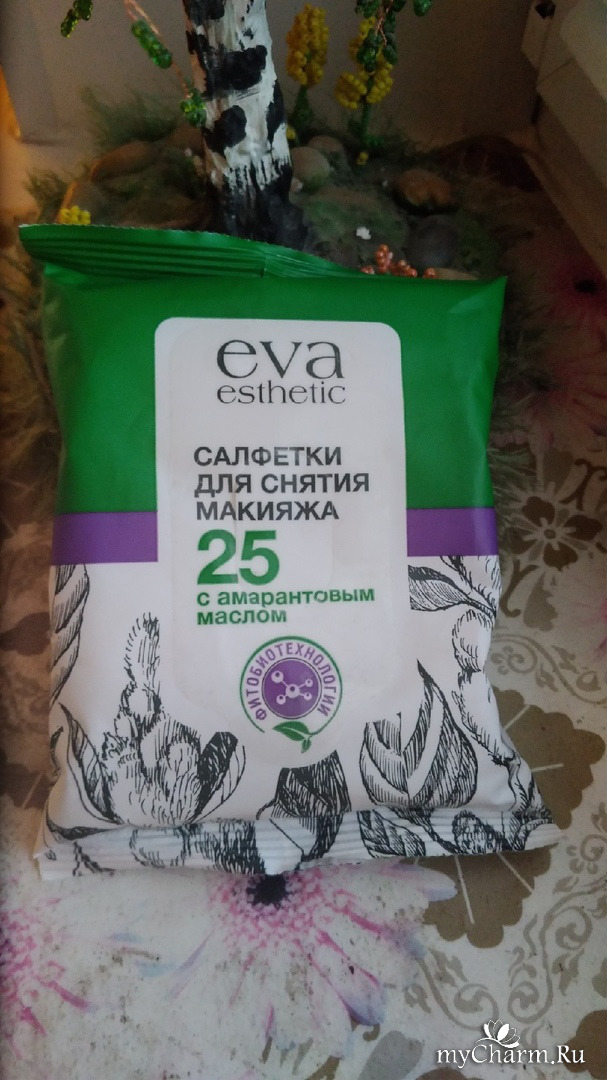 eva
esthetic
САЛФЕТКИ
ДЛЯ СНЯТИЯ
МАКИЯЖА
25
с амарантовым
маслом
ФИТОБИОТЕХНОЛОГИИ
myCharm.Ru